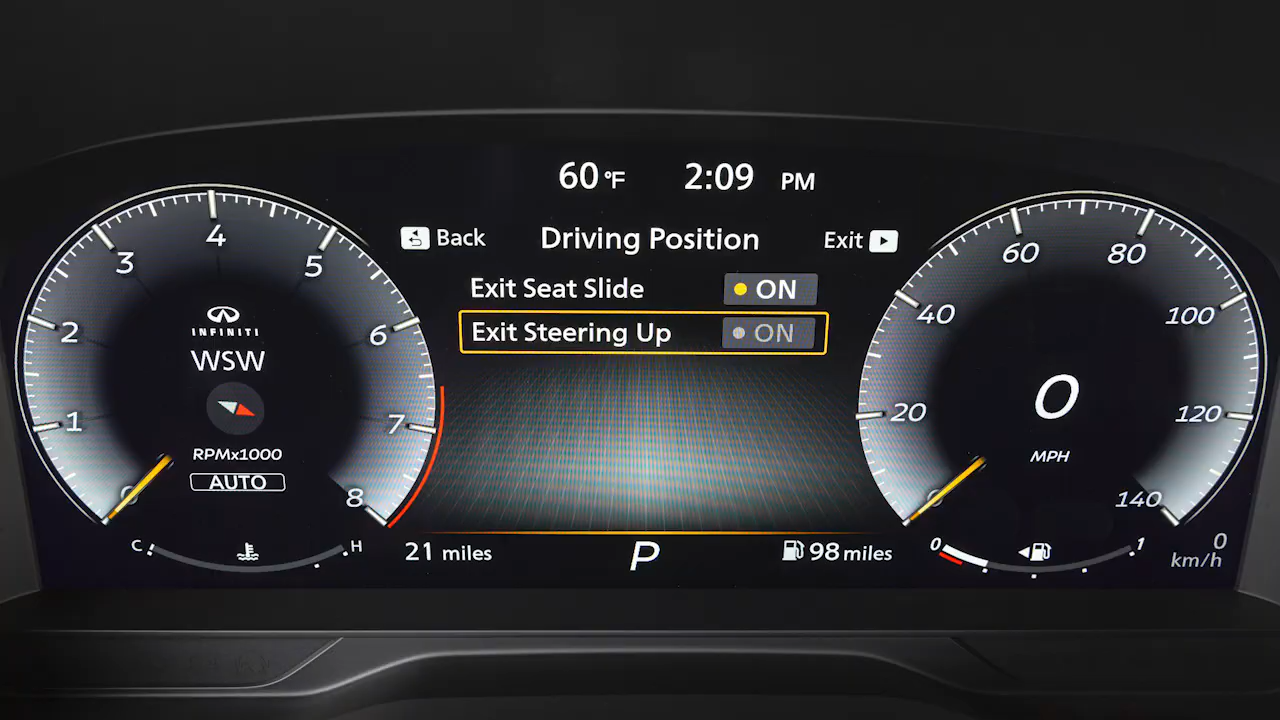 60 °F 2:09 PM
Back Driving Position Exit
Exit Seat Slide ON
Exit Steering Up ON
0 1 2 3 4 5 6 7 8
INFINITI
WSW
RPMx1000
AUTO
C H
0 20 40 60 80 100 120 140
0
MPH
21 miles P 98 miles
0 1
0
km/h